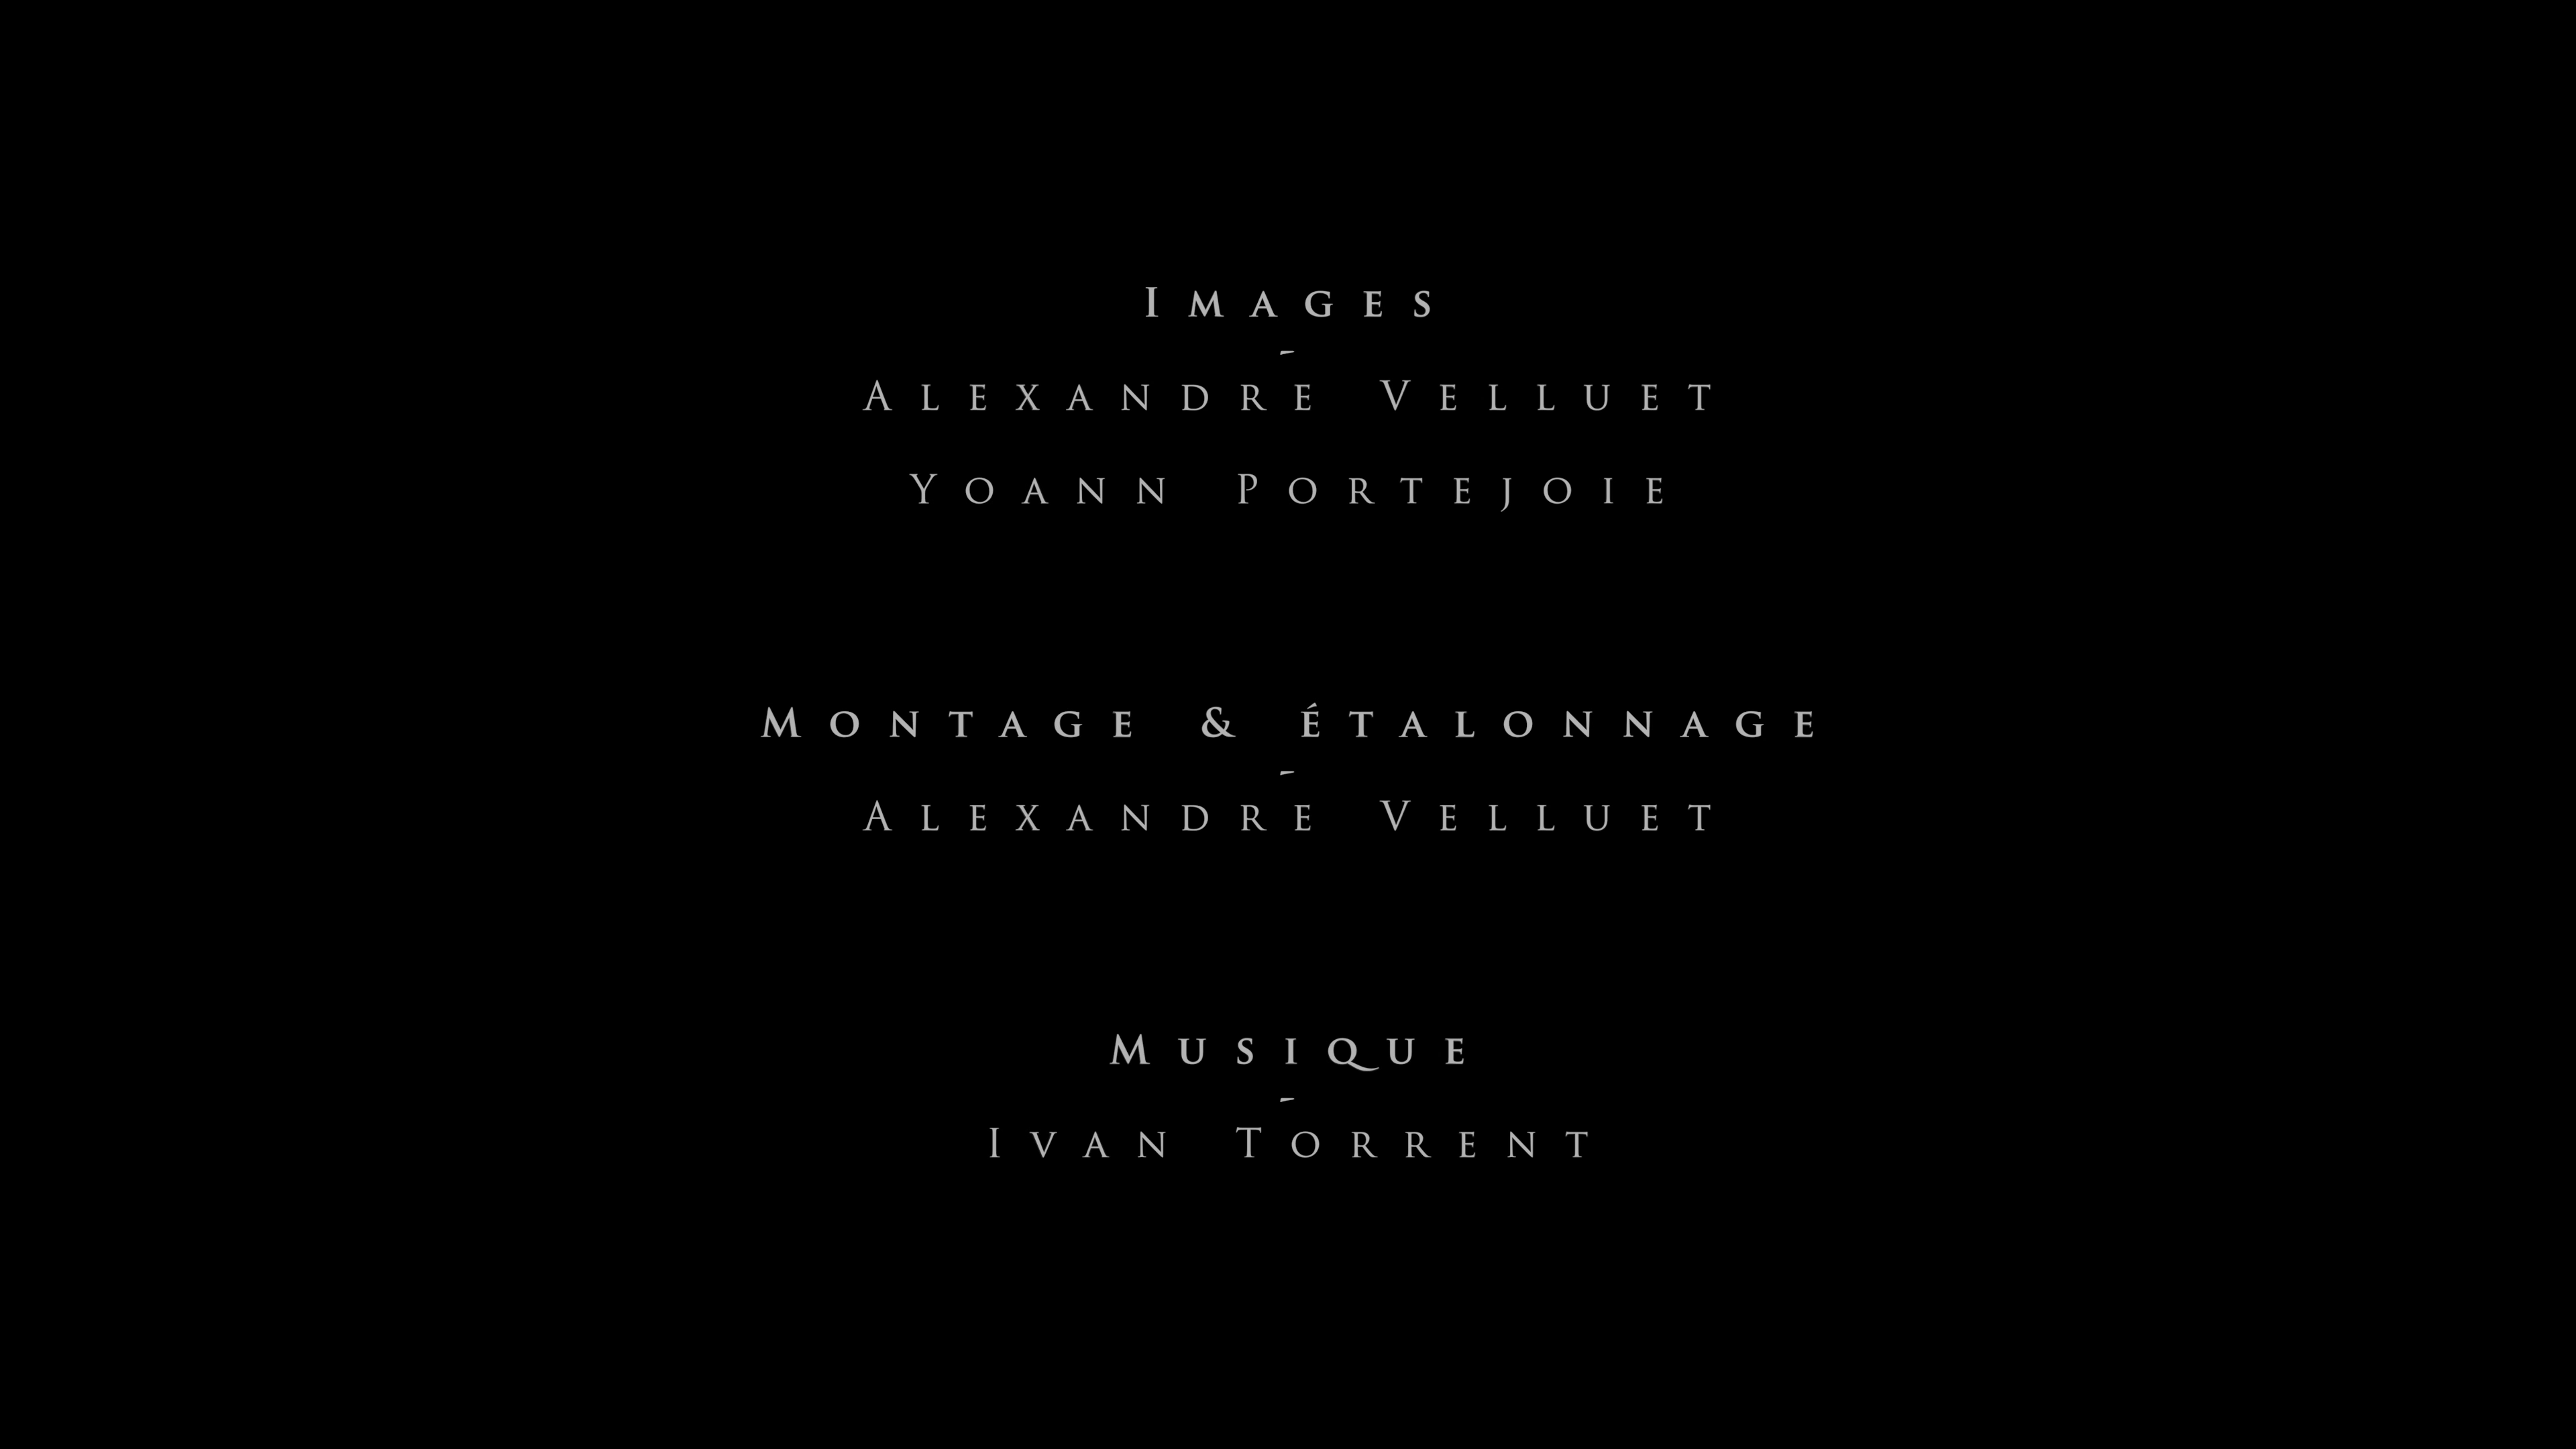 Images
-
Alexandre Velluet
Yoann Portejoie
Montage & étalonnage
-
Alexandre Velluet
Musique
-
Ivan Torrent